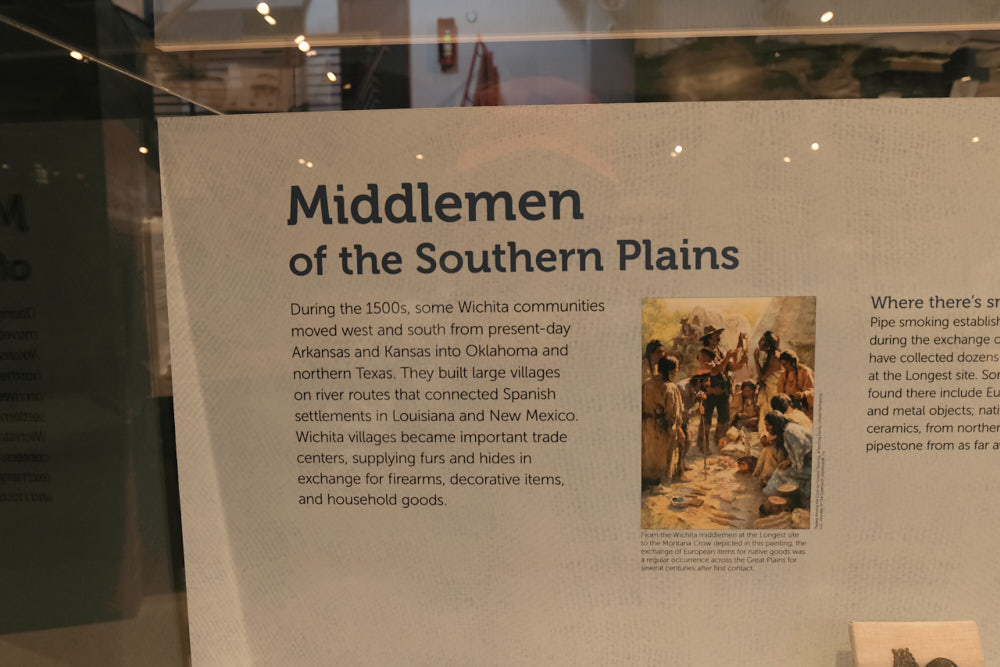 Middlemen
of the Southern Plains
During the 1500s, some Wichita communities
moved west and south from present-day
Arkansas and Kansas into Oklahoma and
northern Texas. They built large villages
on river routes that connected Spanish
settlements in Louisiana and New Mexico.
Wichita villages became important trade
centers, supplying furs and hides in
exchange for firearms, decorative items,
and household goods.
From the Wichita middlemen at the Longest site
to the Montana Crow depicted in this painting, the
exchange of European items for native goods was
a regular occurrence across the Great Plains for
several centuries after first contact.
Where there's
Pipe smoking
during the exchange
have collected dozens
at the Longest site.
found there include
and metal objects;
ceramics, from
pipestone from as far